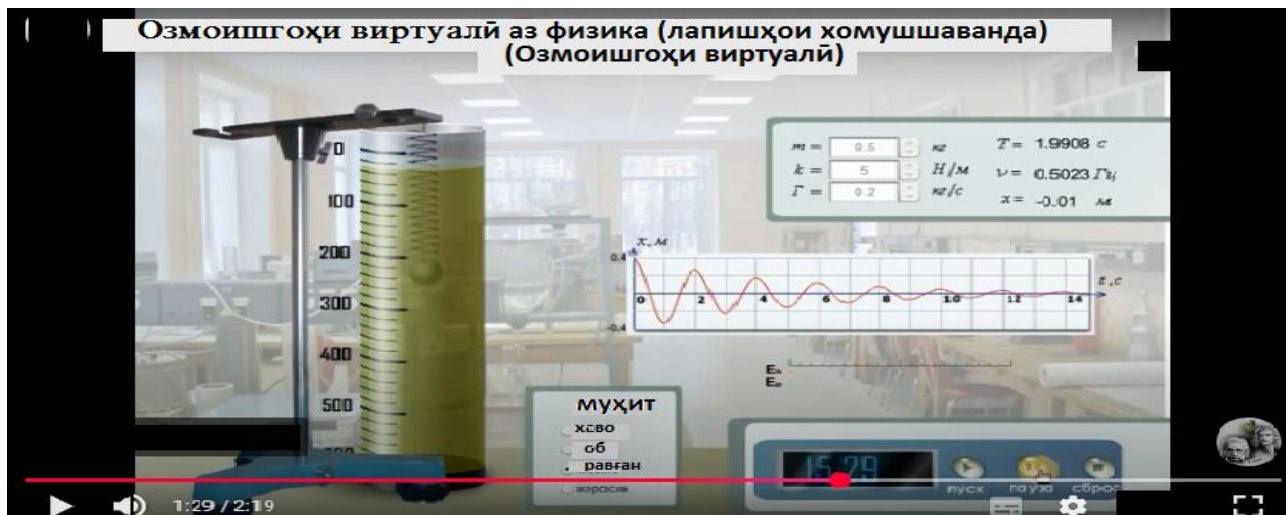 Озмоишгоҳи виртуалӣ аз физика (лапишҳои хомушшаванда)
(Озмоишгоҳи виртуалӣ)
0
100
200
300
400
500
m = 0.5 кг T = 1.9908 с
k = 5 Н/м ν = 0.5023 Гц
Г = 0.2 кг/с x = -0.01 м
x, м
0.4
0 2 4 6 8 10 12 14
t, с
-0.4
Eₖ
Eₚ
муҳит
ҳаво
об
равған
15.29
пуск пауза сброс
1:29 / 2:19